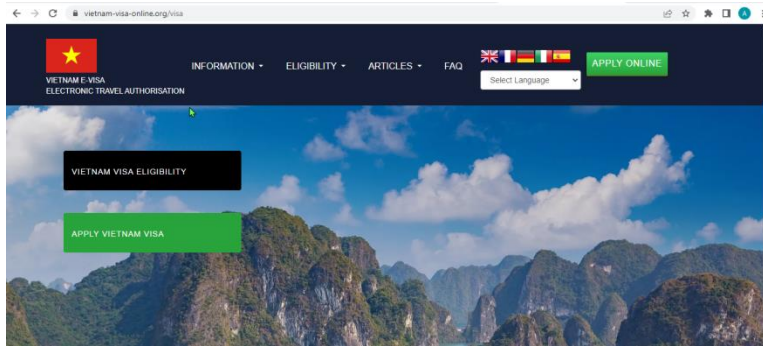 vietnam-visa-online.org/visa
A
VIETNAM E-VISA
ELECTRONIC TRAVEL AUTHORISATION
INFORMATION
ELIGIBILITY
ARTICLES
FAQ
Select Language
APPLY ONLINE
VIETNAM VISA ELIGIBILITY
APPLY VIETNAM VISA